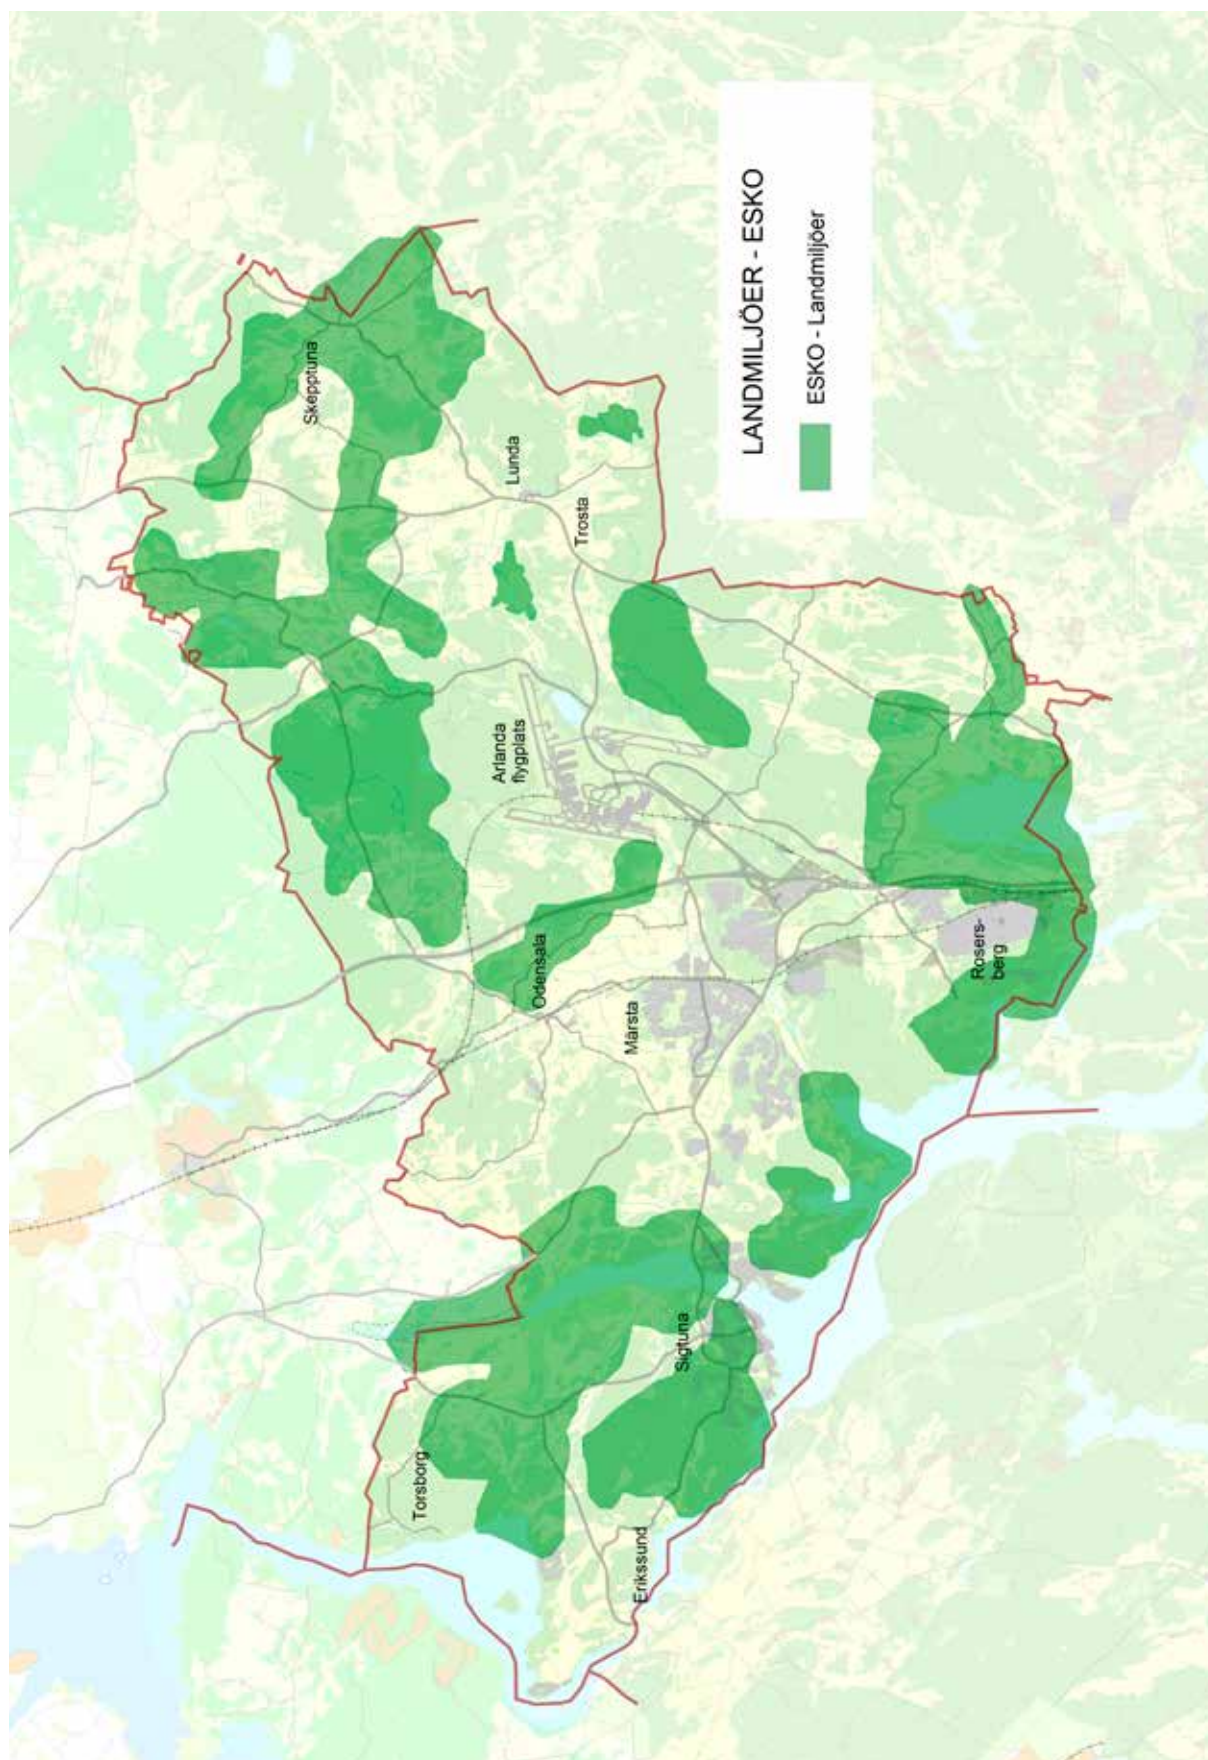 LANDMILJÖER - ESKO
ESKO - Landmiljöer
Skepptuna
Lunda
Trosta
Arlanda
flygplats
Odensala
Märsta
Rosers-
berg
Sigtuna
Torsborg
Erikssund